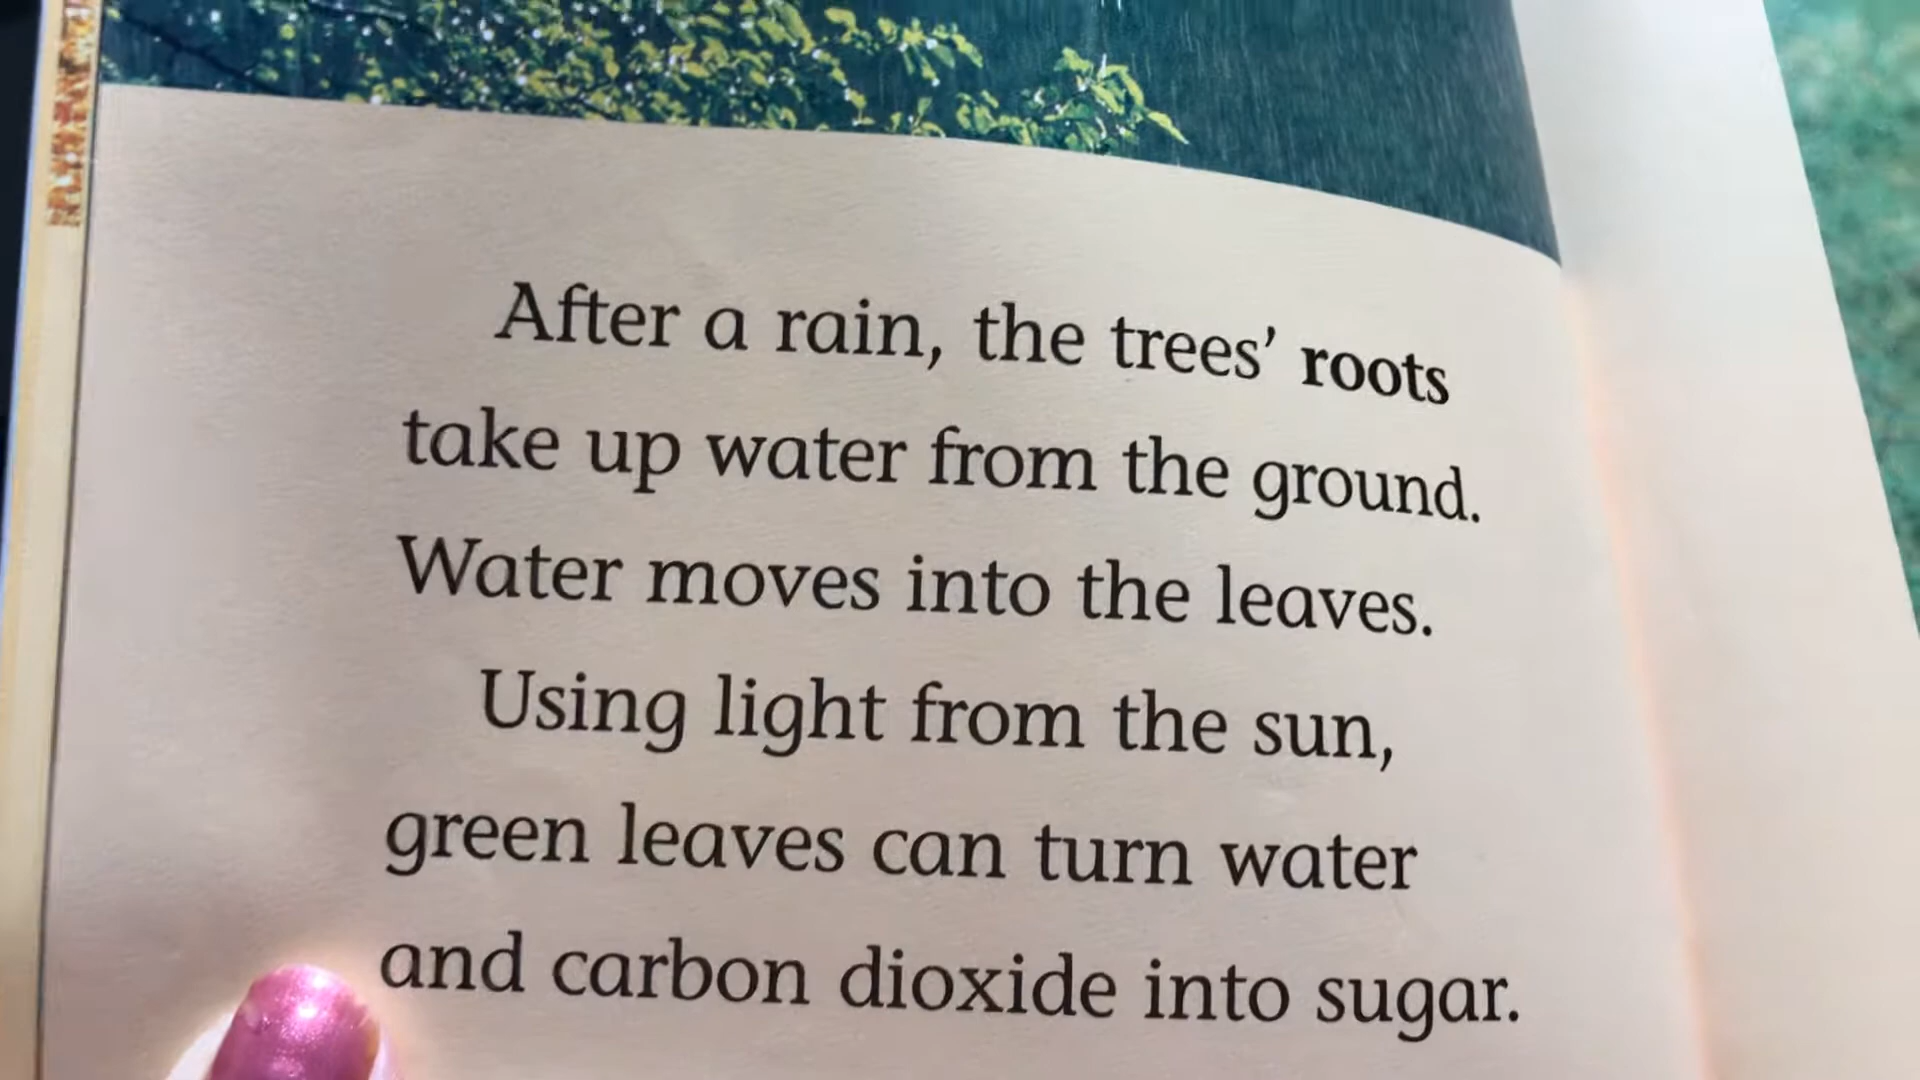 After a rain, the trees’ roots
take up water from the ground.
Water moves into the leaves.
Using light from the sun,
green leaves can turn water
and carbon dioxide into sugar.